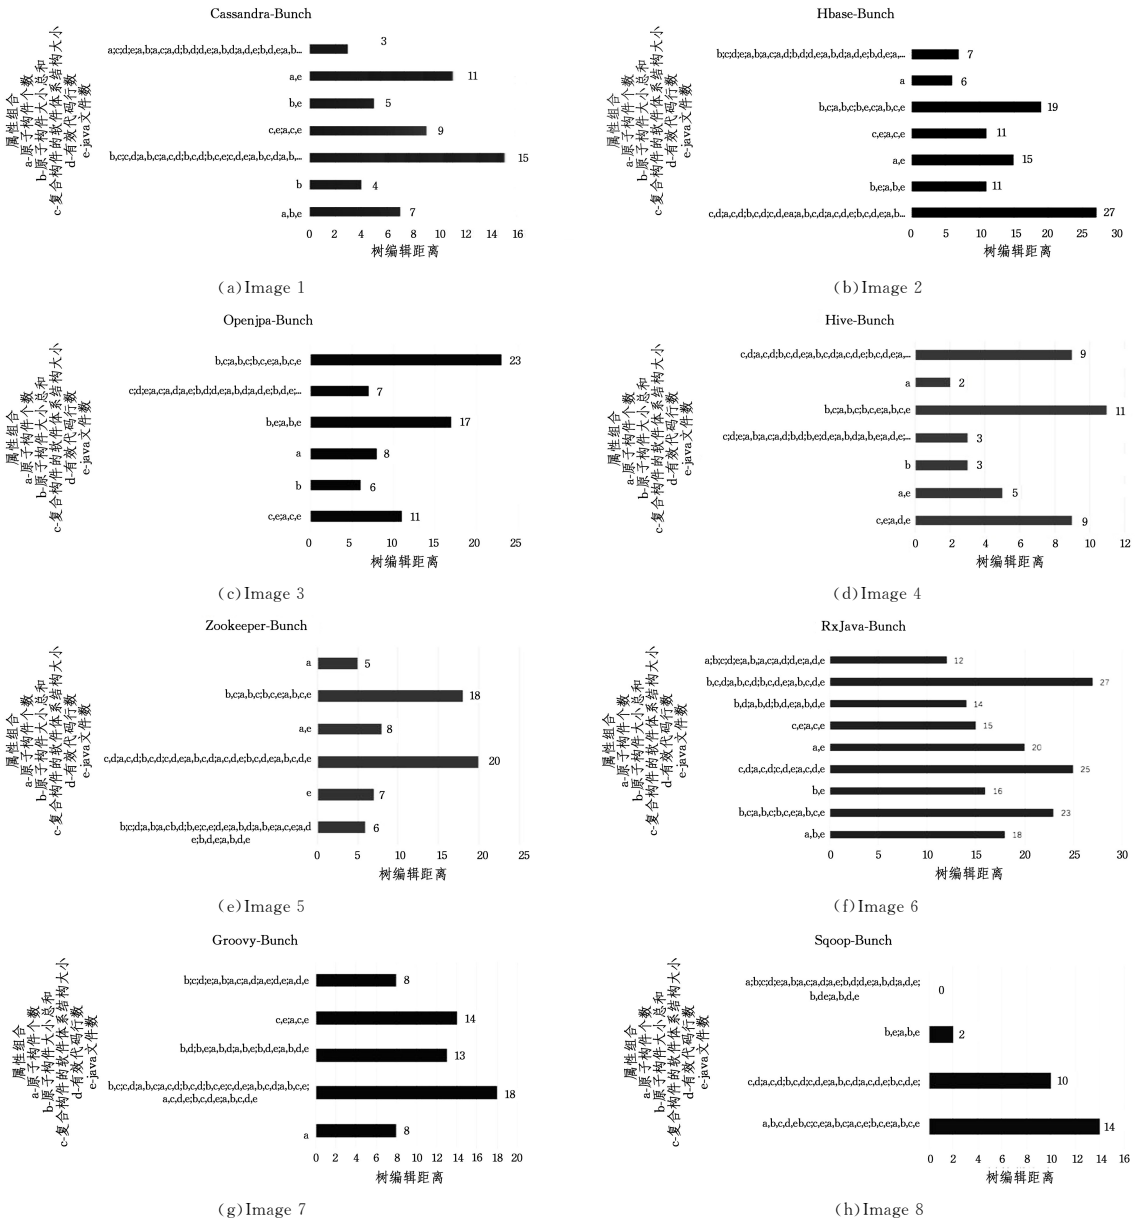 Cassandra-Bunch
属性组合
a-原子构件个数
b-原子构件大小总和
c-复合构件的软件体系结构大小
d-有效代码行数
e-java文件数
a;c;d;e;a,b;a,c;a,d;b,d;d,e;a,b,d;a,d,e;b,d,e;a,b... 3
a,e 11
b,e 5
c,e;a,c,e 9
b,c;c,d;a,b,c;a,c,d;b,c,d;b,c,e;c,d,e;a,b,c,d;a,b,... 15
b 4
a,b,e 7
0 2 4 6 8 10 12 14 16
树编辑距离
(a)Image 1
Hbase-Bunch
属性组合
a-原子构件个数
b-原子构件大小总和
c-复合构件的软件体系结构大小
d-有效代码行数
e-java文件数
b;c;d;e;a,b;a,c;a,d;b,d;d,e;a,b,d;a,d,e;b,d,e;a,... 7
a 6
b,c;a,b,c;b,e,c;a,b,c,e 19
c,e;a,c,e 11
a,e 15
b,e;a,b,e 11
c,d;a,c,d;b,c,d;c,d,ea;a,b,c,d;a,c,d,e;b,c,d,e;a,b... 27
0 5 10 15 20 25 30
树编辑距离
(b)Image 2
Openjpa-Bunch
属性组合
a-原子构件个数
b-原子构件大小总和
c-复合构件的软件体系结构大小
d-有效代码行数
e-java文件数
b,c;a,b,c;b,c,e;a,b,c,e 23
c;d;e;a,c;a,d;a,e;b,d;d,e;a,b,d;a,d,e;b,d,e;... 7
b,e;a,b,e 17
a 8
b 6
c,e;a,c,e 11
0 5 10 15 20 25
树编辑距离
(c)Image 3
Hive-Bunch
属性组合
a-原子构件个数
b-原子构件大小总和
c-复合构件的软件体系结构大小
d-有效代码行数
e-java文件数
c,d;a,c,d;b,c,d,e;a,b,c,d;a,c,d,e;b,c,d,e;a,... 9
a 2
b,c;a,b,c;b,c,e;a,b,c,e 11
c;d;e;a,b;a,c,a,d;b,d;b,e;d,e;a,b,d;a,b,e;a,d,e;... 3
b 3
a,e 5
c,e;a,d,e 9
0 2 4 6 8 10 12
树编辑距离
(d)Image 4
Zookeeper-Bunch
属性组合
a-原子构件个数
b-原子构件大小总和
c-复合构件的软件体系结构大小
d-有效代码行数
e-java文件数
a 5
b,c;a,b,c;b,c,e;a,b,c,e 18
a,e 8
c,d;a,c,d;b,c,d;c,d,e;a,b,c,d;a,c,d,e;b,c,d,e;a,b,c,d,e 20
e 7
b;c;d;a,b;a,cb,d;b,e;c,e;d,e;a,b,d;a,b,e;a,c,e;a,d 6
e;b,d,e;a,b,d,e
0 5 10 15 20 25
树编辑距离
(e)Image 5
RxJava-Bunch
属性组合
a-原子构件个数
b-原子构件大小总和
c-复合构件的软件体系结构大小
d-有效代码行数
e-java文件数
a;b;c;d;e;a,b,;a,c;a,d;d,e;a,d,e 12
b,c,d;a,b,c,d;b,c,d,e;a,b,c,d,e 27
b,d;a,b,d;b,d,e;a,b,d,e 14
c,e;a,c,e 15
a,e 20
c,d;a,c,d;c,d,e;a,c,d,e 25
b,e 16
b,c;a,b,c;b,c,e;a,b,c,e 23
a,b,e 18
0 5 10 15 20 25 30
树编辑距离
(f)Image 6
Groovy-Bunch
属性组合
a-原子构件个数
b-原子构件大小总和
c-复合构件的软件体系结构大小
d-有效代码行数
e-java文件数
b;c;d;e;a,b;a,c;a,d;a,e;d,e;a,d,e 8
c,e;a,c,e 14
b,d;b,e;a,b,d;a,b,e;b,d,e;a,b,d,e 13
b,c;c,d;a,b,c;a,c,d;b,c,d;b,c,e;c,d,e;a,b,c,d;a,b,c,e; 18
a,c,d,e;b,c,d,e;a,b,c,d,e
a 8
0 2 4 6 8 10 12 14 16 18 20
树编辑距离
(g)Image 7
Sqoop-Bunch
属性组合
a-原子构件个数
b-原子构件大小总和
c-复合构件的软件体系结构大小
d-有效代码行数
e-java文件数
a;b;c;d;e;a,b;a,c;a,d;a,e;b,d;d,e;a,b,d;a,d,e; 0
b,de;a,b,d,e
b,e;a,b,e 2
c,d;a,c,d;b,c,d;c,d,e;a,b,c,d;a,c,d,e;b,c,d,e; 10
a,b,c,d,eb,c;c,e;a,b,c;a,c,e;b,c,e;a,b,c,e 14
0 2 4 6 8 10 12 14 16
树编辑距离
(h)Image 8